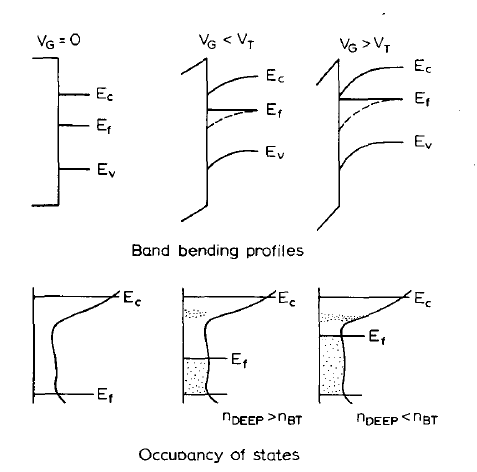 V_G = 0
V_G < V_T
V_G > V_T
E_c
E_f
E_v
E_c
E_f
E_v
E_c
E_f
E_v
Band bending profiles
E_c
E_f
E_c
E_f
n_DEEP > n_BT
E_c
E_f
n_DEEP < n_BT
Occupancy of states